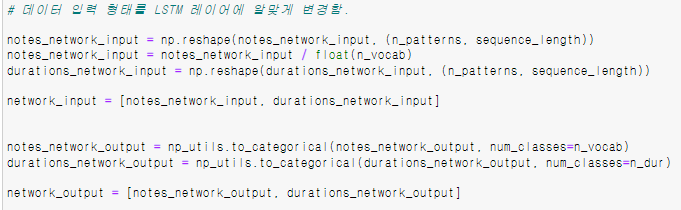 # 데이터 입력 형태를 LSTM 레이어에 알맞게 변경함.
notes_network_input = np.reshape(notes_network_input, (n_patterns, sequence_length))
notes_network_input = notes_network_input / float(n_vocab)
durations_network_input = np.reshape(durations_network_input, (n_patterns, sequence_length))
network_input = [notes_network_input, durations_network_input]
notes_network_output = np_utils.to_categorical(notes_network_output, num_classes=n_vocab)
durations_network_output = np_utils.to_categorical(durations_network_output, num_classes=n_dur)
network_output = [notes_network_output, durations_network_output]